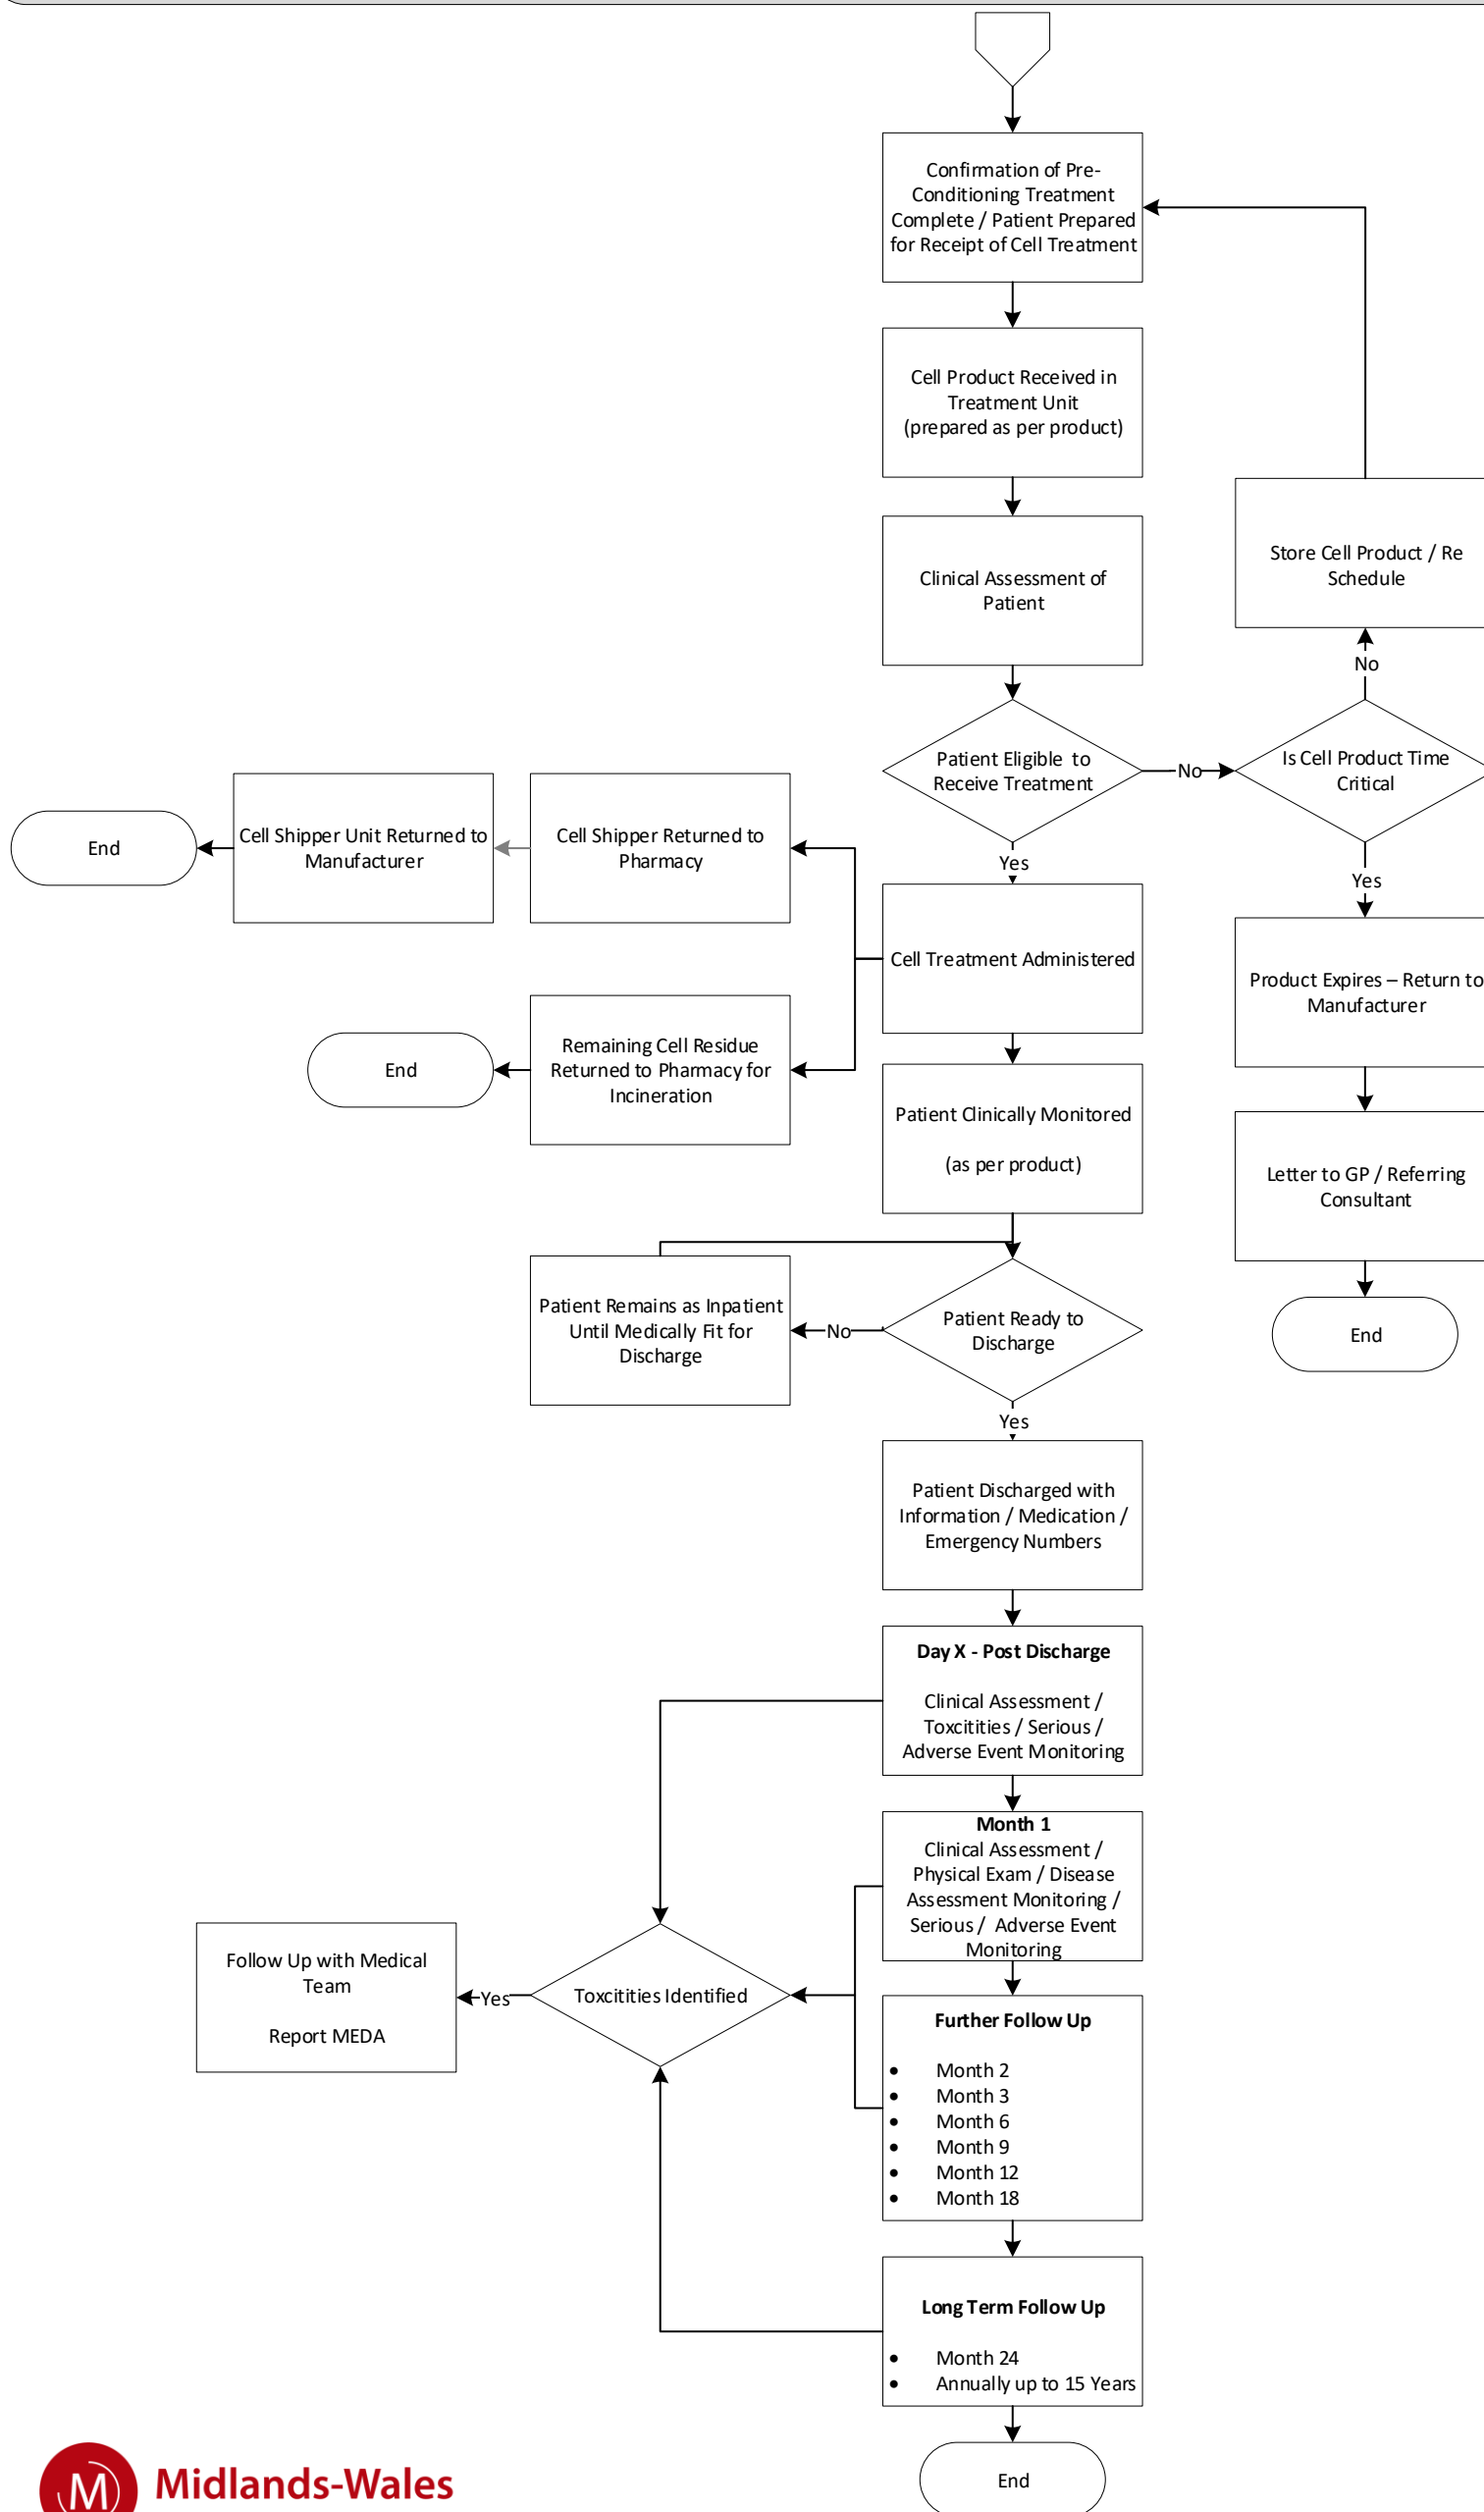 Confirmation of Pre-
Conditioning Treatment
Complete / Patient Prepared
for Receipt of Cell Treatment
Cell Product Received in
Treatment Unit
(prepared as per product)
Clinical Assessment of
Patient
Store Cell Product / Re
Schedule
No
Patient Eligible to
Receive Treatment
No
Is Cell Product Time
Critical
Yes
Yes
End
Cell Shipper Unit Returned to
Manufacturer
Cell Shipper Returned to
Pharmacy
Cell Treatment Administered
Product Expires – Return to
Manufacturer
End
Remaining Cell Residue
Returned to Pharmacy for
Incineration
Patient Clinically Monitored
(as per product)
Letter to GP / Referring
Consultant
End
Patient Remains as Inpatient
Until Medically Fit for
Discharge
No
Patient Ready to
Discharge
Yes
Patient Discharged with
Information / Medication /
Emergency Numbers
Day X - Post Discharge
Clinical Assessment /
Toxcitities / Serious /
Adverse Event Monitoring
Month 1
Clinical Assessment /
Physical Exam / Disease
Assessment Monitoring /
Serious / Adverse Event
Monitoring
Follow Up with Medical
Team
Report MEDA
Yes
Toxcitities Identified
Further Follow Up
• Month 2
• Month 3
• Month 6
• Month 9
• Month 12
• Month 18
Long Term Follow Up
• Month 24
• Annually up to 15 Years
End
M
Midlands-Wales